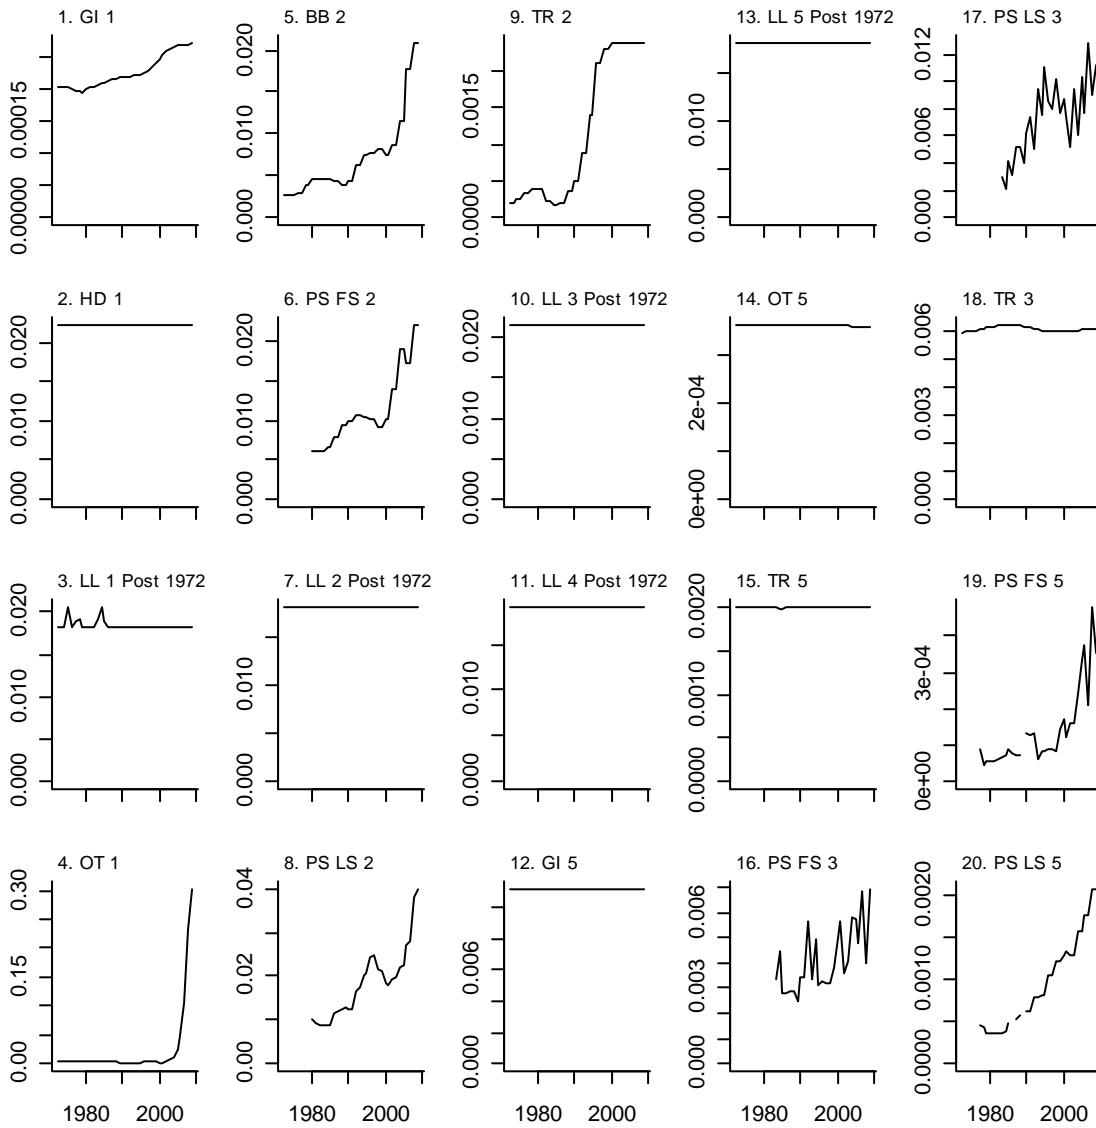 1. GI 1
0.00000 0.00015
5. BB 2
0.000 0.010 0.020
9. TR 2
0.0000 0.0015
13. LL 5 Post 1972
0.000 0.010
17. PS LS 3
0.000 0.006 0.012
2. HD 1
0.000 0.010 0.020
6. PS FS 2
0.000 0.010 0.020
10. LL 3 Post 1972
0.000 0.010 0.020
14. OT 5
0e+00 2e-04
18. TR 3
0.000 0.003 0.006
3. LL 1 Post 1972
0.000 0.010 0.020
7. LL 2 Post 1972
0.000 0.010
11. LL 4 Post 1972
0.000 0.010
15. TR 5
0.0000 0.0010 0.0020
19. PS FS 5
0e+00 3e-04
4. OT 1
0.00 0.15 0.30
8. PS LS 2
0.00 0.02 0.04
12. GI 5
0.000 0.006
16. PS FS 3
0.000 0.003 0.006
20. PS LS 5
0.0000 0.0010 0.0020
1980 2000
1980 2000
1980 2000
1980 2000
1980 2000